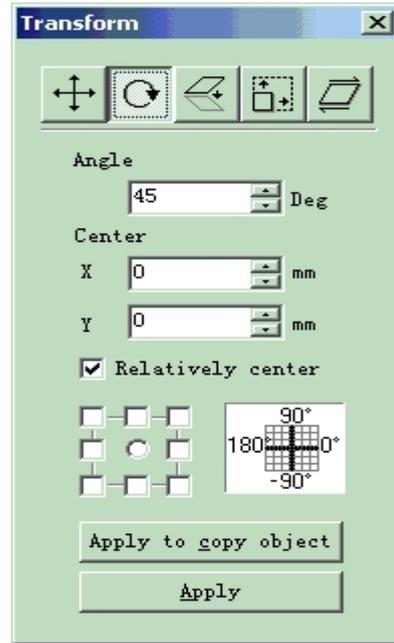 Transform
Angle
45 Deg
Center
X 0 mm
Y 0 mm
Relatively center
90°
180° 0°
-90°
Apply to copy object
Apply